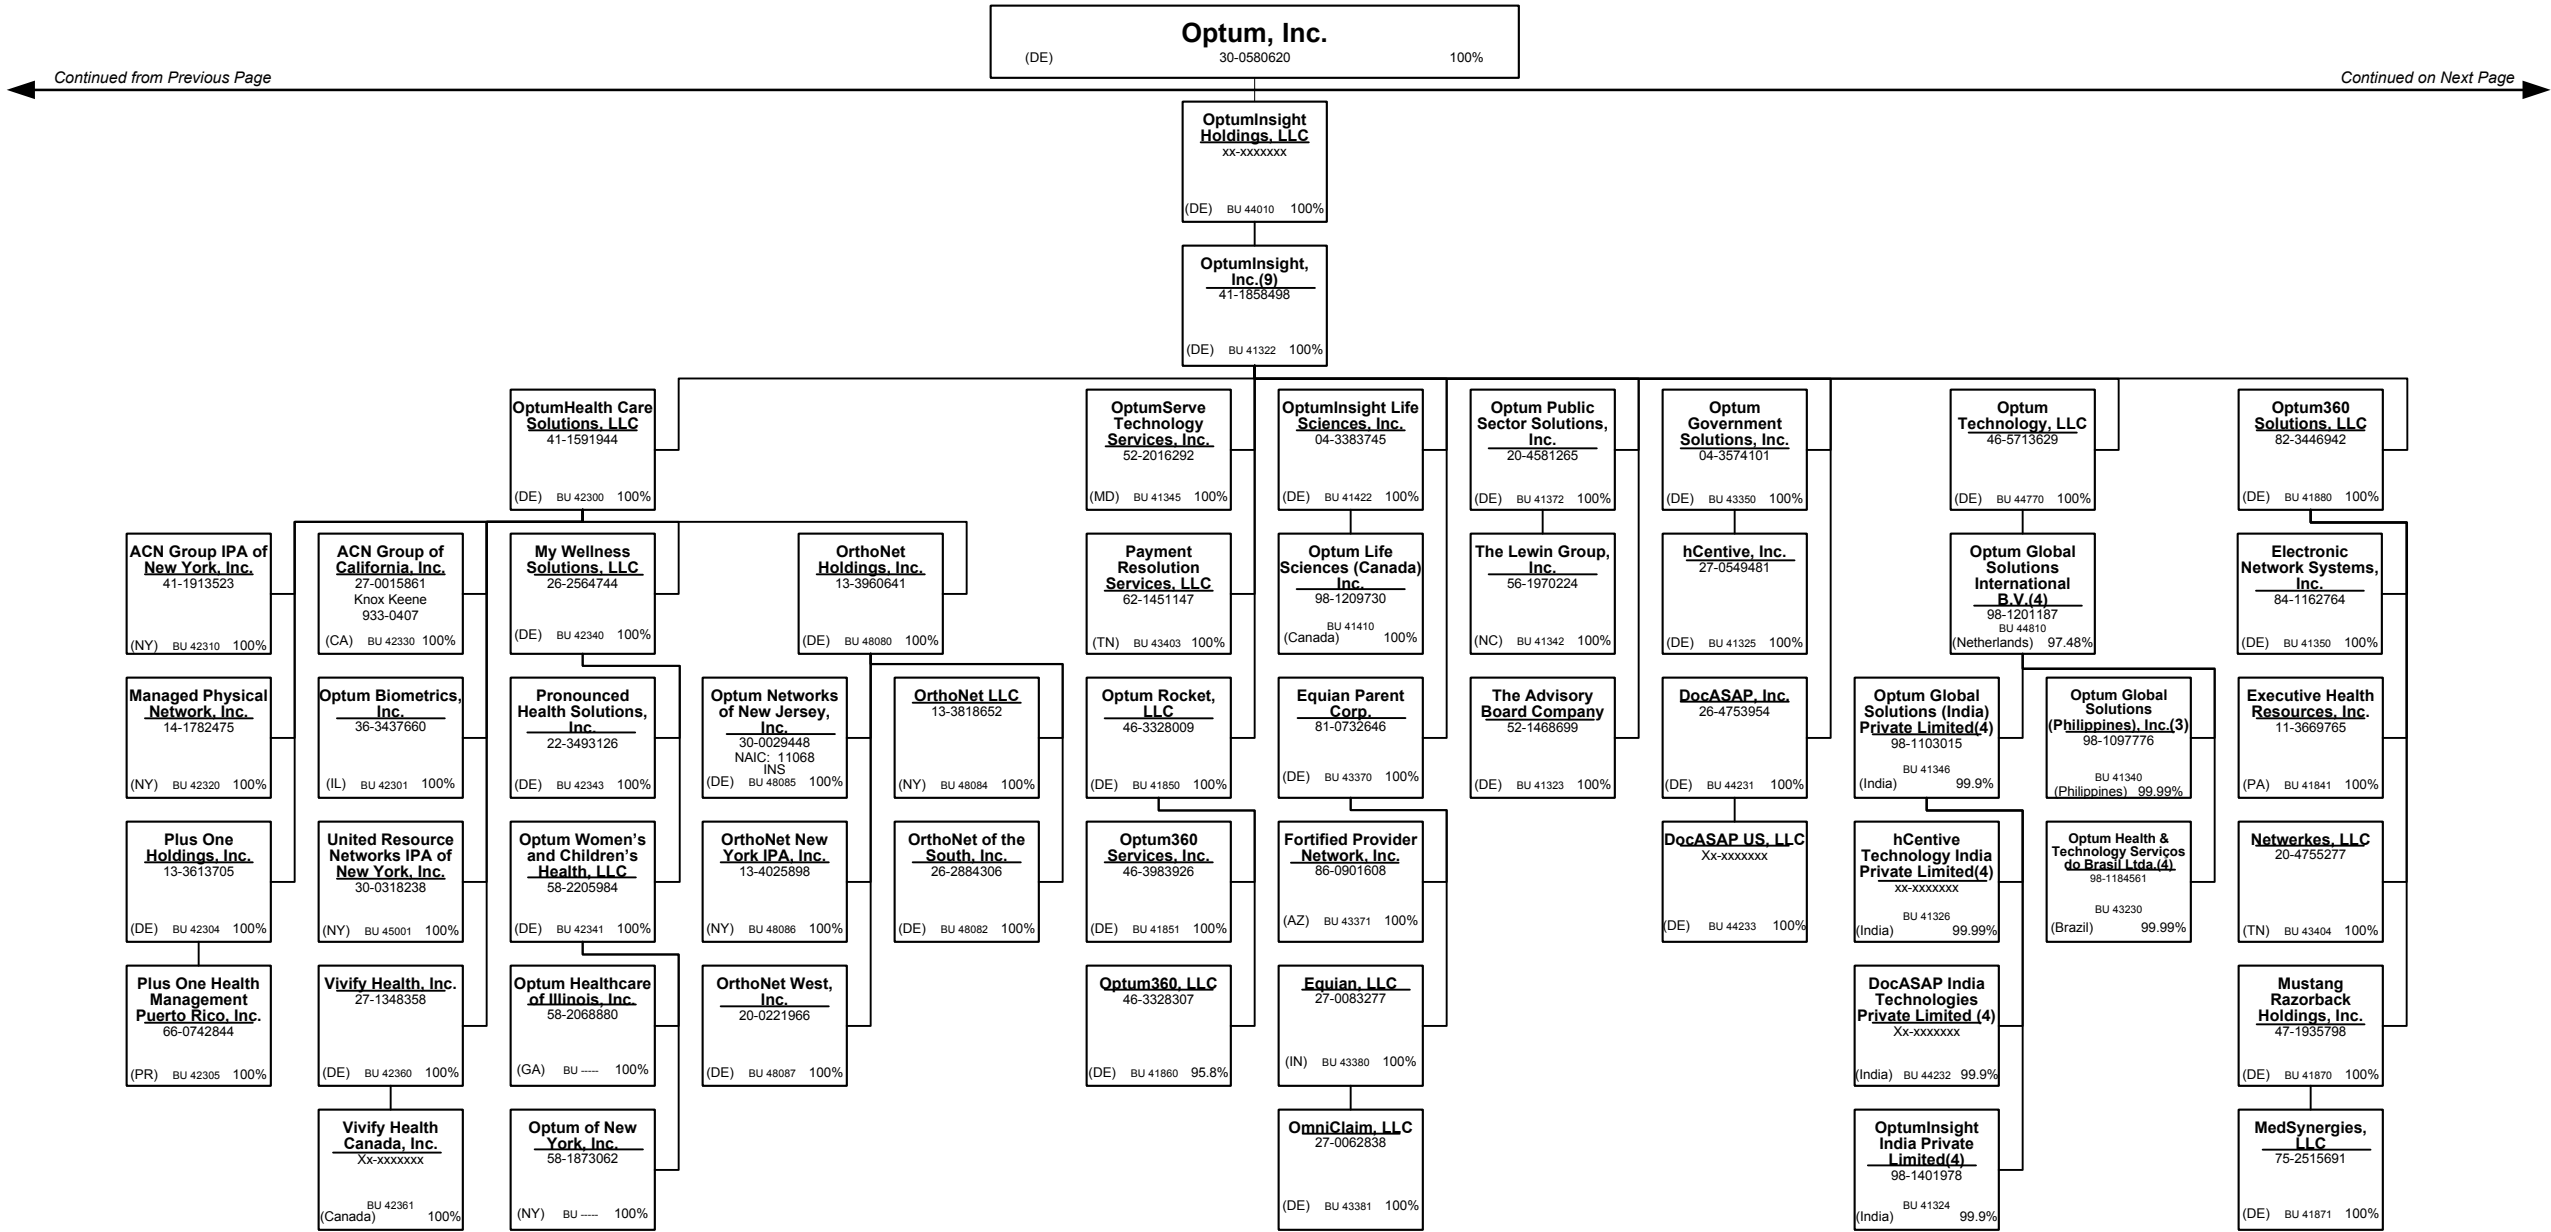 Optum, Inc.
(DE) 30-0580620 100%
Continued from Previous Page
Continued on Next Page
OptumInsight
Holdings, LLC
xx-xxxxxxx
(DE) BU 44010 100%
OptumInsight,
Inc.(9)
41-1858498
(DE) BU 41322 100%
OptumHealth Care
Solutions, LLC
41-1591944
(DE) BU 42300 100%
OptumServe
Technology
Services, Inc.
52-2016292
(MD) BU 41345 100%
OptumInsight Life
Sciences, Inc.
04-3383745
(DE) BU 41422 100%
Optum Public
Sector Solutions,
Inc.
20-4581265
(DE) BU 41372 100%
Optum
Government
Solutions, Inc.
04-3574101
(DE) BU 43350 100%
Optum
Technology, LLC
46-5713629
(DE) BU 44770 100%
Optum360
Solutions, LLC
82-3446942
(DE) BU 41880 100%
ACN Group IPA of
New York, Inc.
41-1913523
(NY) BU 42310 100%
ACN Group of
California, Inc.
27-0015861
Knox Keene
933-0407
(CA) BU 42330 100%
My Wellness
Solutions, LLC
26-2564744
(DE) BU 42340 100%
OrthoNet
Holdings, Inc.
13-3960641
(DE) BU 48080 100%
Payment
Resolution
Services, LLC
62-1451147
(TN) BU 43403 100%
Optum Life
Sciences (Canada)
Inc.
98-1209730
BU 41410
(Canada) 100%
The Lewin Group,
Inc.
56-1970224
(NC) BU 41342 100%
hCentive, Inc.
27-0549481
(DE) BU 41325 100%
Optum Global
Solutions
International
B.V.(4)
98-1201187
BU 44810
(Netherlands) 97.48%
Electronic
Network Systems,
Inc.
84-1162764
(DE) BU 41350 100%
Managed Physical
Network, Inc.
14-1782475
(NY) BU 42320 100%
Optum Biometrics,
Inc.
36-3437660
(IL) BU 42301 100%
Pronounced
Health Solutions,
Inc.
22-3493126
(DE) BU 42343 100%
Optum Networks
of New Jersey,
Inc.
30-0029448
NAIC: 11068
INS
(DE) BU 48085 100%
OrthoNet LLC
13-3818652
(NY) BU 48084 100%
Optum Rocket,
LLC
46-3328009
(DE) BU 41850 100%
Equian Parent
Corp.
81-0732646
(DE) BU 43370 100%
The Advisory
Board Company
52-1468699
(DE) BU 41323 100%
DocASAP, Inc.
26-4753954
(DE) BU 44231 100%
Optum Global
Solutions (India)
Private Limited(4)
98-1103015
BU 41346
(India) 99.9%
Optum Global
Solutions
(Philippines), Inc.(3)
98-1097776
BU 41340
(Philippines) 99.99%
Executive Health
Resources, Inc.
11-3669765
(PA) BU 41841 100%
Plus One
Holdings, Inc.
13-3613705
(DE) BU 42304 100%
United Resource
Networks IPA of
New York, Inc.
30-0318238
(NY) BU 45001 100%
Optum Women’s
and Children’s
Health, LLC
58-2205984
(DE) BU 42341 100%
OrthoNet New
York IPA, Inc.
13-4025898
(NY) BU 48086 100%
OrthoNet of the
South, Inc.
26-2884306
(DE) BU 48082 100%
Optum360
Services, Inc.
46-3983926
(DE) BU 41851 100%
Fortified Provider
Network, Inc.
86-0901608
(AZ) BU 43371 100%
DocASAP US, LLC
Xx-xxxxxxx
(DE) BU 44233 100%
hCentive
Technology India
Private Limited(4)
xx-xxxxxxx
BU 41326
(India) 99.99%
Optum Health &
Technology Serviços
do Brasil Ltda.(4)
98-1184561
BU 43230
(Brazil) 99.99%
Netwerkes, LLC
20-4755277
(TN) BU 43404 100%
Plus One Health
Management
Puerto Rico, Inc.
66-0742844
(PR) BU 42305 100%
Vivify Health, Inc.
27-1348358
(DE) BU 42360 100%
Optum Healthcare
of Illinois, Inc.
58-2068880
(GA) BU ----- 100%
OrthoNet West,
Inc.
20-0221966
(DE) BU 48087 100%
Optum360, LLC
46-3328307
(DE) BU 41860 95.8%
Equian, LLC
27-0083277
(IN) BU 43380 100%
DocASAP India
Technologies
Private Limited (4)
Xx-xxxxxxx
(India) BU 44232 99.9%
Mustang
Razorback
Holdings, Inc.
47-1935798
(DE) BU 41870 100%
Vivify Health
Canada, Inc.
Xx-xxxxxxx
BU 42361
(Canada) 100%
Optum of New
York, Inc.
58-1873062
(NY) BU ----- 100%
OmniClaim, LLC
27-0062838
(DE) BU 43381 100%
OptumInsight
India Private
Limited(4)
98-1401978
BU 41324
(India) 99.9%
MedSynergies,
LLC
75-2515691
(DE) BU 41871 100%